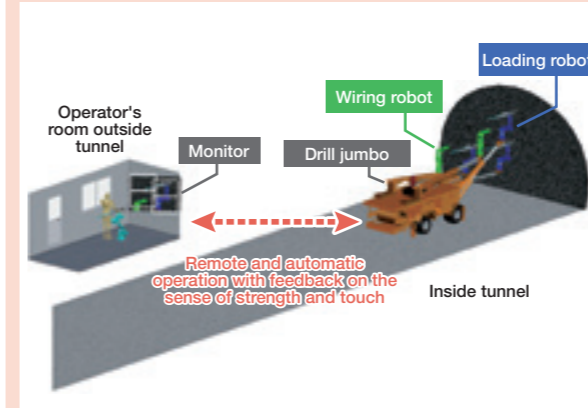 Loading robot
Wiring robot
Operator's
room outside
tunnel
Monitor
Drill jumbo
Remote and automatic
operation with feedback on the
sense of strength and touch
Inside tunnel